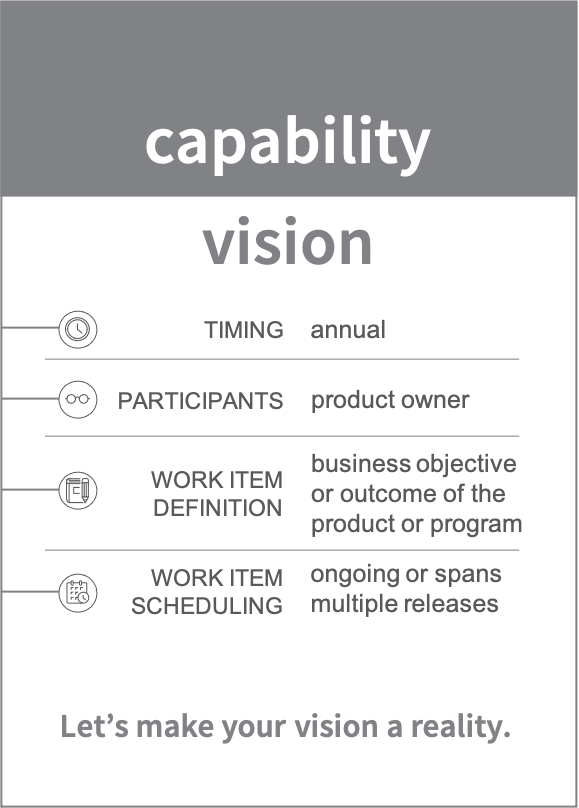 capability
vision
TIMING annual
PARTICIPANTS product owner
WORK ITEM DEFINITION
business objective
or outcome of the
product or program
WORK ITEM SCHEDULING
ongoing or spans
multiple releases
Let's make your vision a reality.